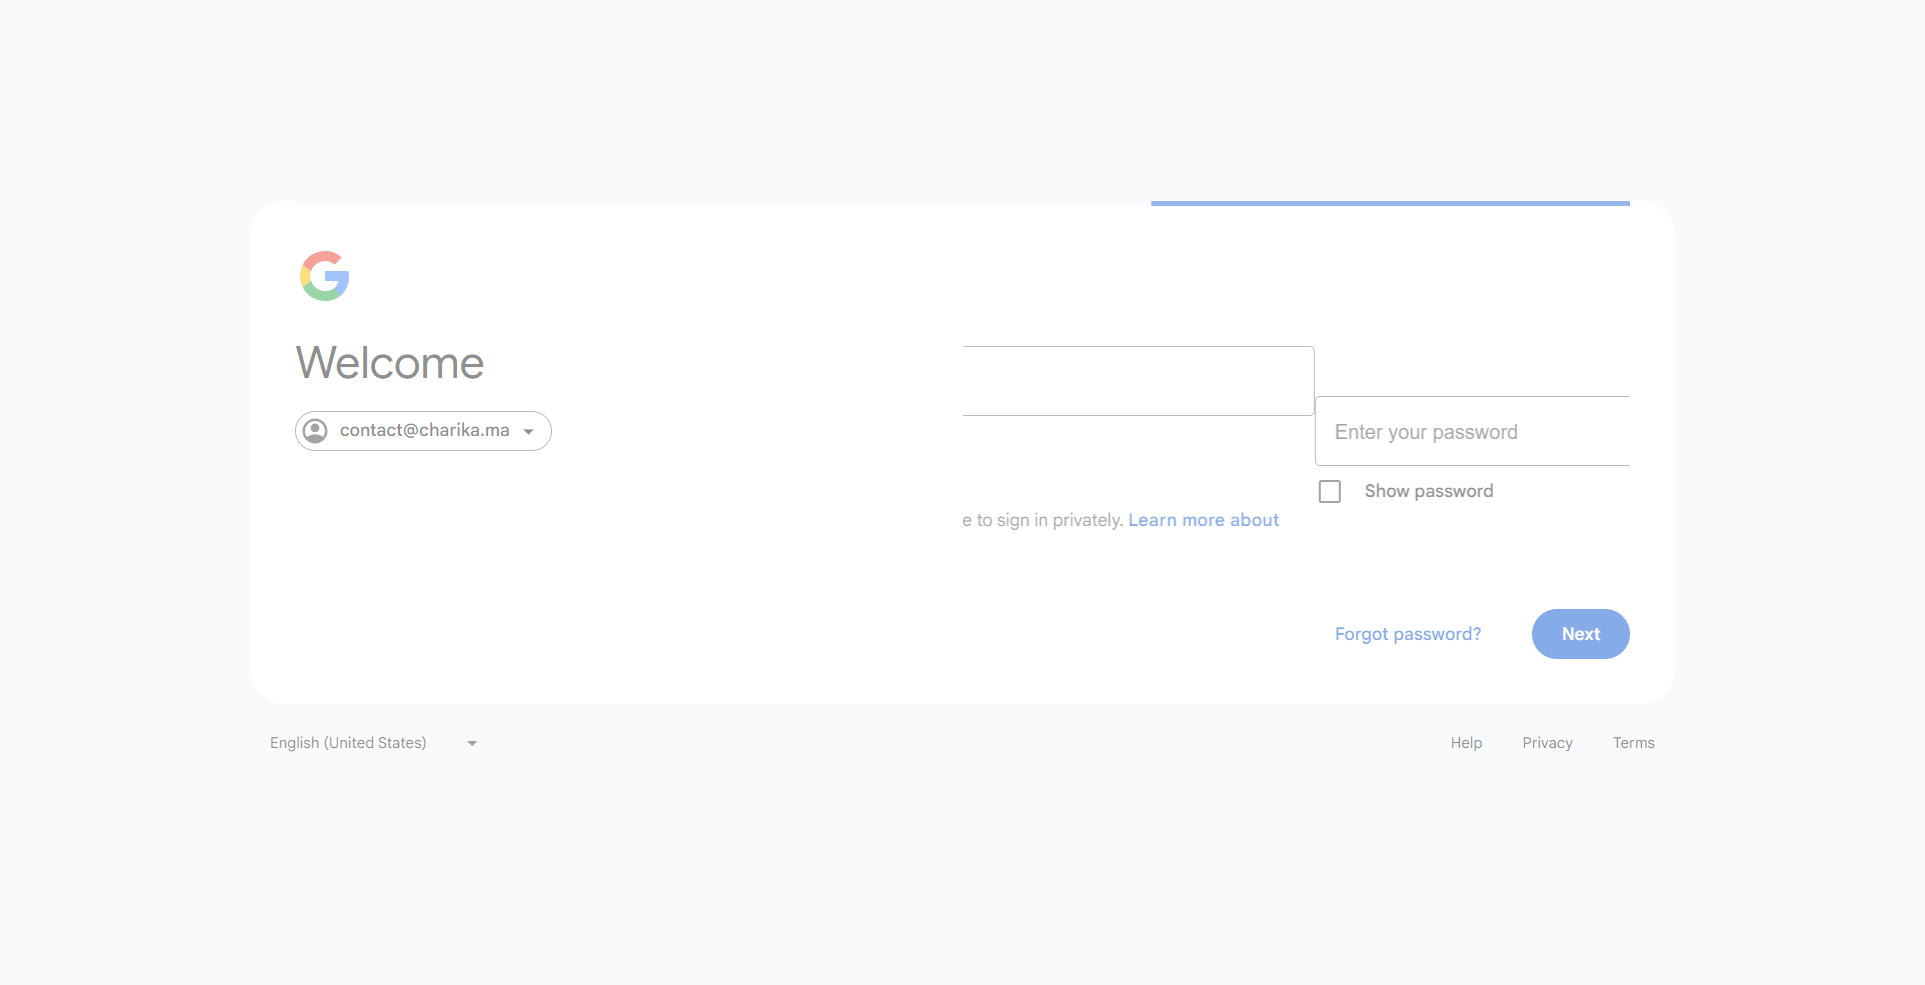 Welcome
contact@charika.ma
Enter your password
Show password
e to sign in privately. Learn more about
Forgot password?
Next
English (United States)
Help
Privacy
Terms